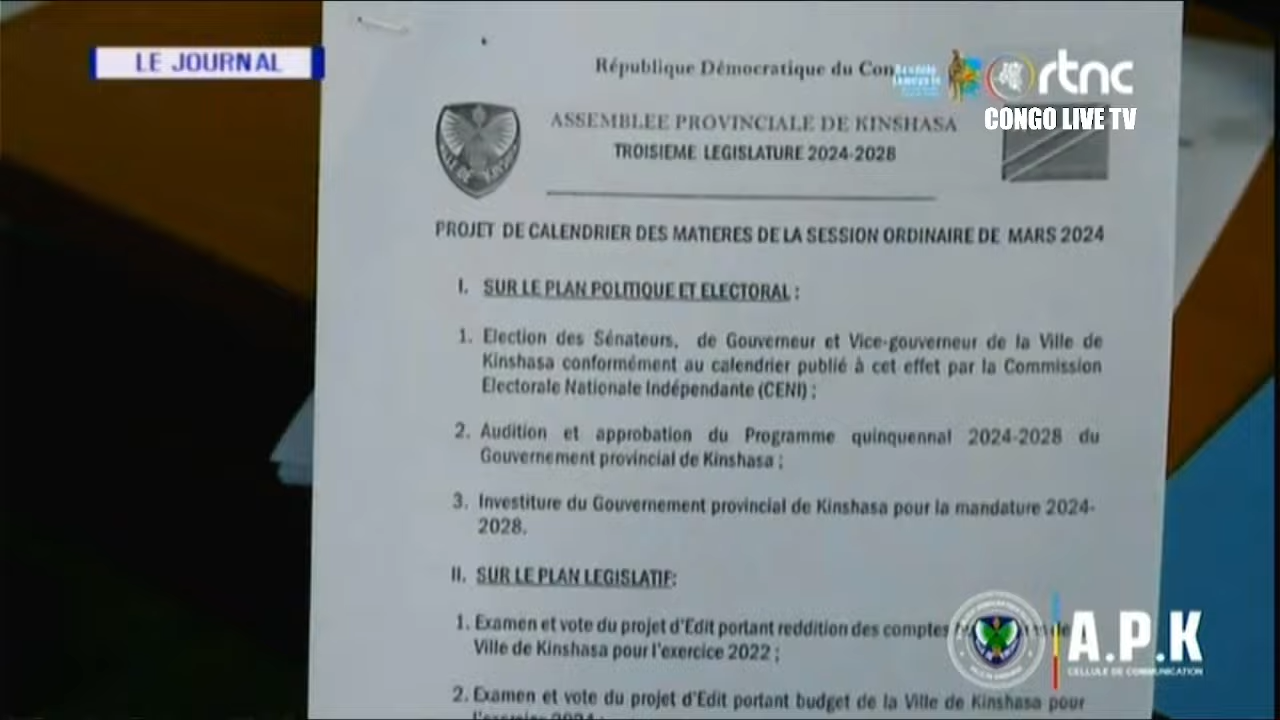 LE JOURNAL
République Démocratique du Con
rtnc
CONGO LIVE TV
ASSEMBLEE PROVINCIALE DE KINSHASA
TROISIEME LEGISLATURE 2024-2028
PROJET DE CALENDRIER DES MATIERES DE LA SESSION ORDINAIRE DE MARS 2024
I. SUR LE PLAN POLITIQUE ET ELECTORAL :
1. Election des Sénateurs, de Gouverneur et Vice-gouverneur de la Ville de
Kinshasa conformément au calendrier publié à cet effet par la Commission
Electorale Nationale Indépendante (CENI) ;
2. Audition et approbation du Programme quinquennal 2024-2028 du
Gouvernement provincial de Kinshasa ;
3. Investiture du Gouvernement provincial de Kinshasa pour la mandature 2024-
2028.
II. SUR LE PLAN LEGISLATIF:
1. Examen et vote du projet d'Edit portant reddition des comptes
Ville de Kinshasa pour l'exercice 2022 ;
2. Examen et vote du projet d'Edit portant budget de la Ville de Kinshasa pour
l'exercice 2024 ;
A.P.K
CELLULE DE COMMUNICATION